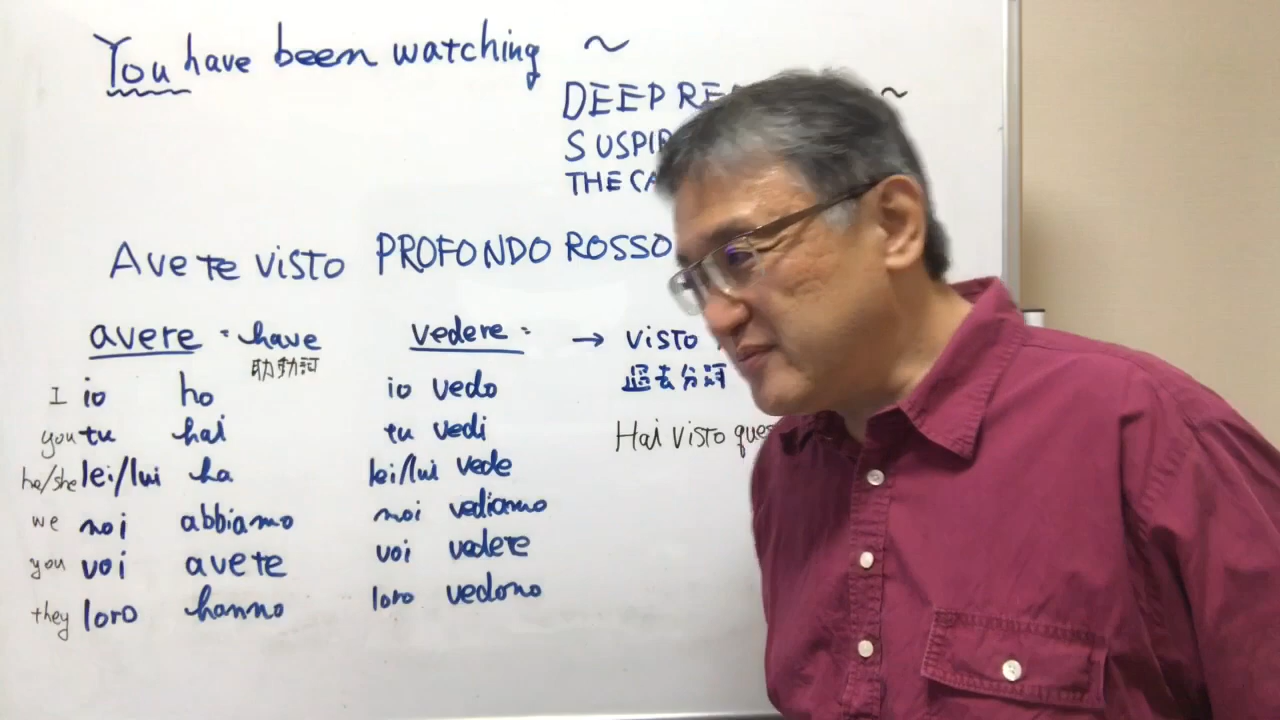 You have been watching ~
DEEP RE ~
SUSPIR
THE CA
Avete visto PROFONDO ROSSO
avere = have
助動詞
vedere =
→ visto
過去分詞
I io ho
you tu hai
he/she lei/lui ha
we noi abbiamo
you voi avete
they loro hanno
io vedo
tu vedi
lei/lui vede
noi vediamo
voi vedere
loro vedono
Hai visto ques